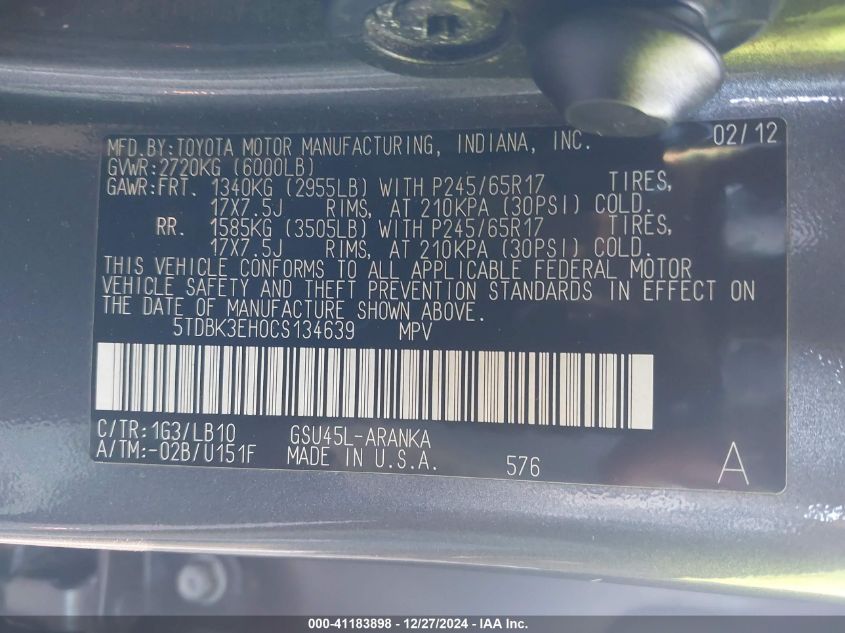 MFD.BY:TOYOTA MOTOR MANUFACTURING, INDIANA, INC. 02/12
GVWR:2720KG (6000LB)
GAWR:FRT. 1340KG (2955LB) WITH P245/65R17 TIRES,
17X7.5J RIMS, AT 210KPA (30PSI) COLD.
RR. 1585KG (3505LB) WITH P245/65R17 TIRES,
17X7.5J RIMS, AT 210KPA (30PSI) COLD.
THIS VEHICLE CONFORMS TO ALL APPLICABLE FEDERAL MOTOR
VEHICLE SAFETY AND THEFT PREVENTION STANDARDS IN EFFECT ON
THE DATE OF MANUFACTURE SHOWN ABOVE.
5TDBK3EH0CS134639 MPV
C/TR:1G3/LB10 GSU45L-ARANKA
A/TM:-02B/U151F MADE IN U.S.A. 576 A
000-41183898 - 12/27/2024 - IAA Inc.